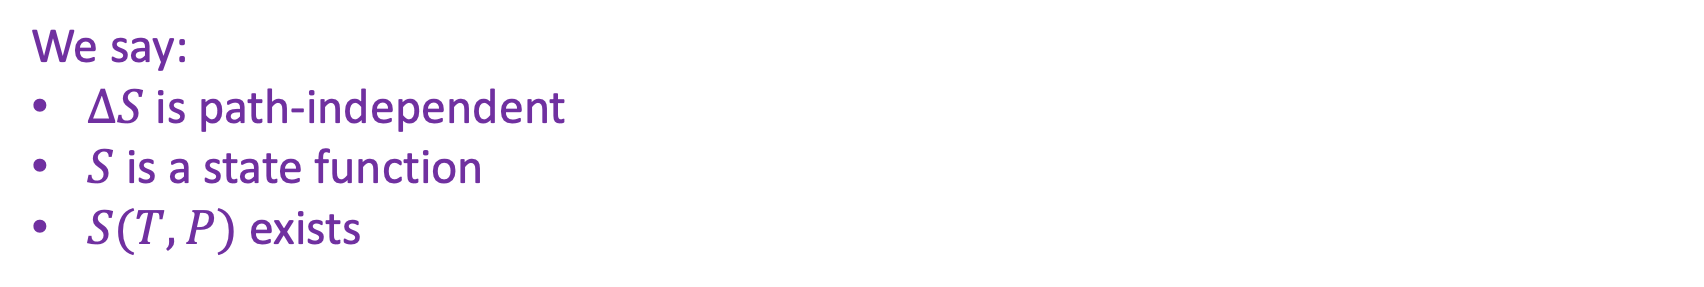 We say:
• ΔS is path-independent
• S is a state function
• S(T, P) exists